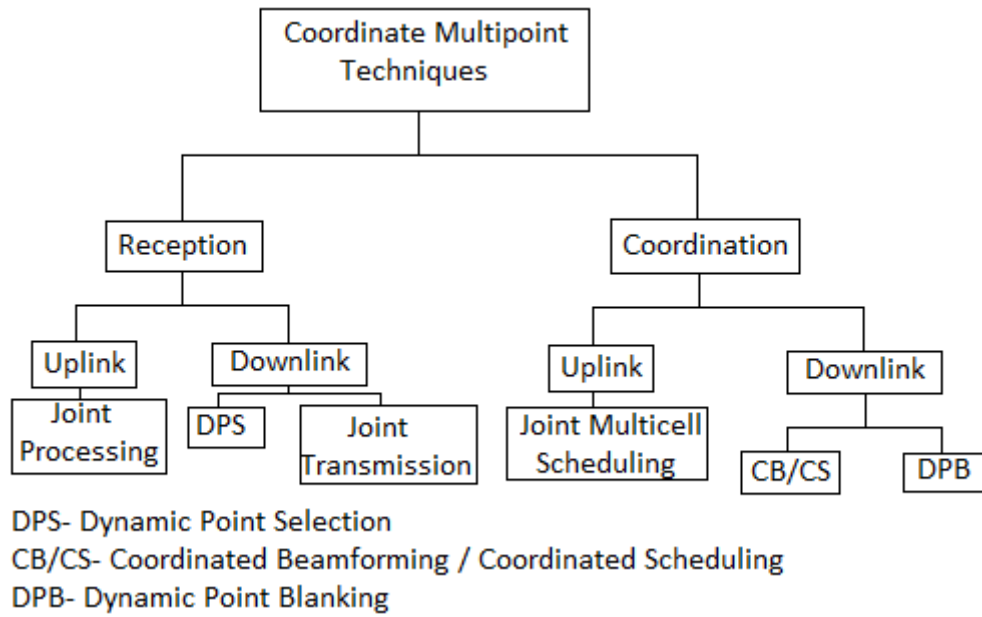 Coordinate Multipoint
Techniques
Reception
Coordination
Uplink
Downlink
Uplink
Downlink
Joint
Processing
DPS
Joint
Transmission
Joint Multicell
Scheduling
CB/CS
DPB
DPS- Dynamic Point Selection
CB/CS- Coordinated Beamforming / Coordinated Scheduling
DPB- Dynamic Point Blanking